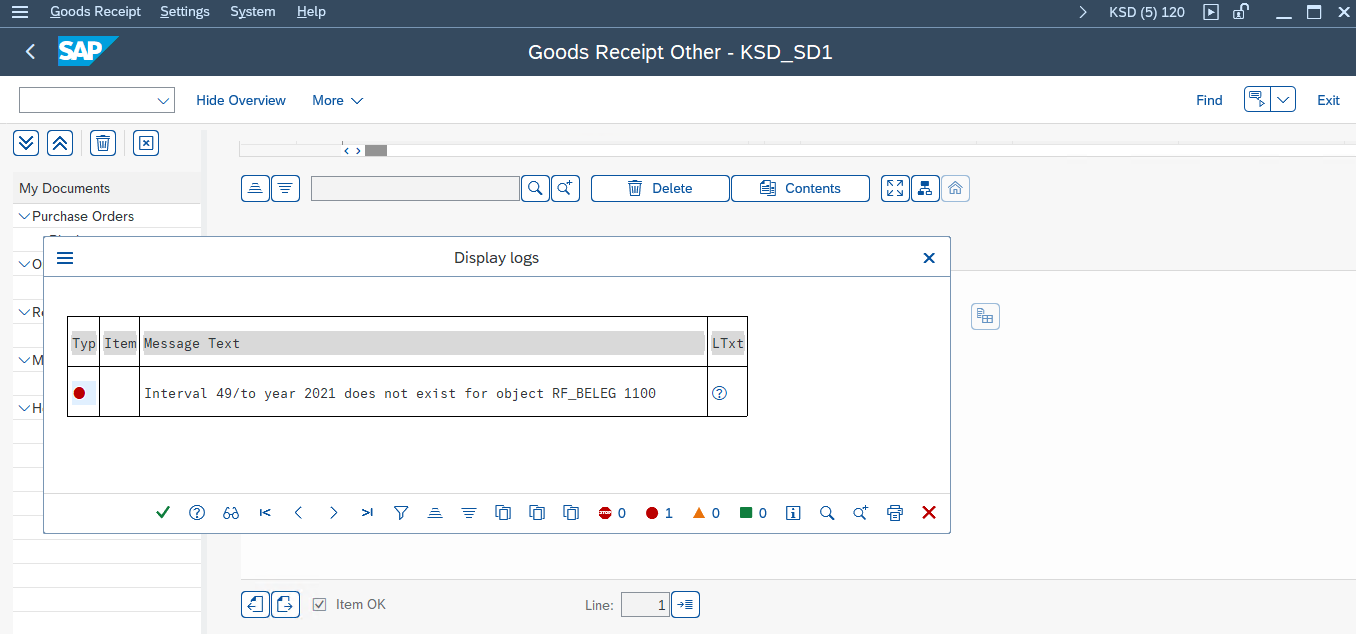 Goods Receipt Settings System Help KSD (5) 120
SAP Goods Receipt Other - KSD_SD1
Hide Overview More Find Exit
My Documents
Delete Contents
Purchase Orders
Display logs
Typ Item Message Text LTxt
Interval 49/to year 2021 does not exist for object RF_BELEG 1100
STOP 0 1 0 0
Item OK Line: 1